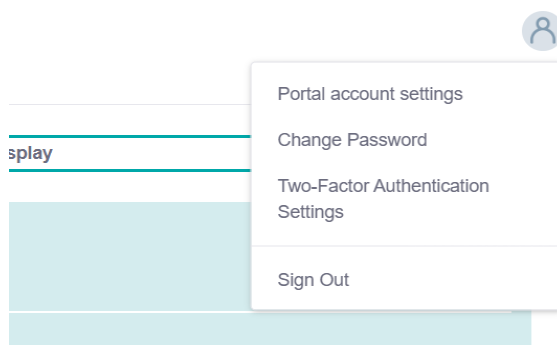 Portal account settings
Change Password
splay
Two-Factor Authentication
Settings
Sign Out